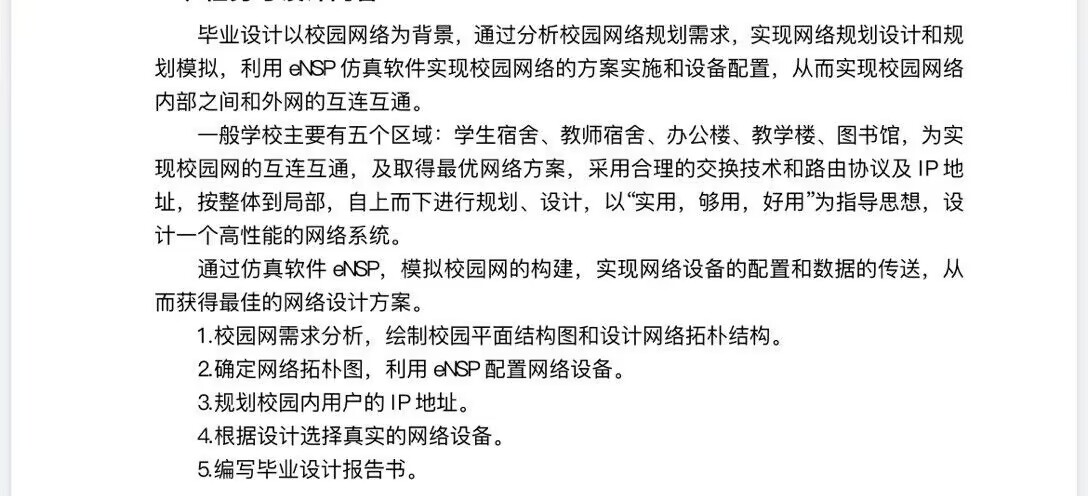 毕业设计以校园网络为背景，通过分析校园网络规划需求，实现网络规划设计和规
划模拟，利用 eNSP 仿真软件实现校园网络的方案实施和设备配置，从而实现校园网络
内部之间和外网的互连互通。
一般学校主要有五个区域：学生宿舍、教师宿舍、办公楼、教学楼、图书馆，为实
现校园网的互连互通，及取得最优网络方案，采用合理的交换技术和路由协议及 IP 地
址，按整体到局部，自上而下进行规划、设计，以“实用，够用，好用”为指导思想，设
计一个高性能的网络系统。
通过仿真软件 eNSP，模拟校园网的构建，实现网络设备的配置和数据的传送，从
而获得最佳的网络设计方案。
1.校园网需求分析，绘制校园平面结构图和设计网络拓朴结构。
2.确定网络拓朴图，利用 eNSP 配置网络设备。
3.规划校园内用户的 IP 地址。
4.根据设计选择真实的网络设备。
5.编写毕业设计报告书。